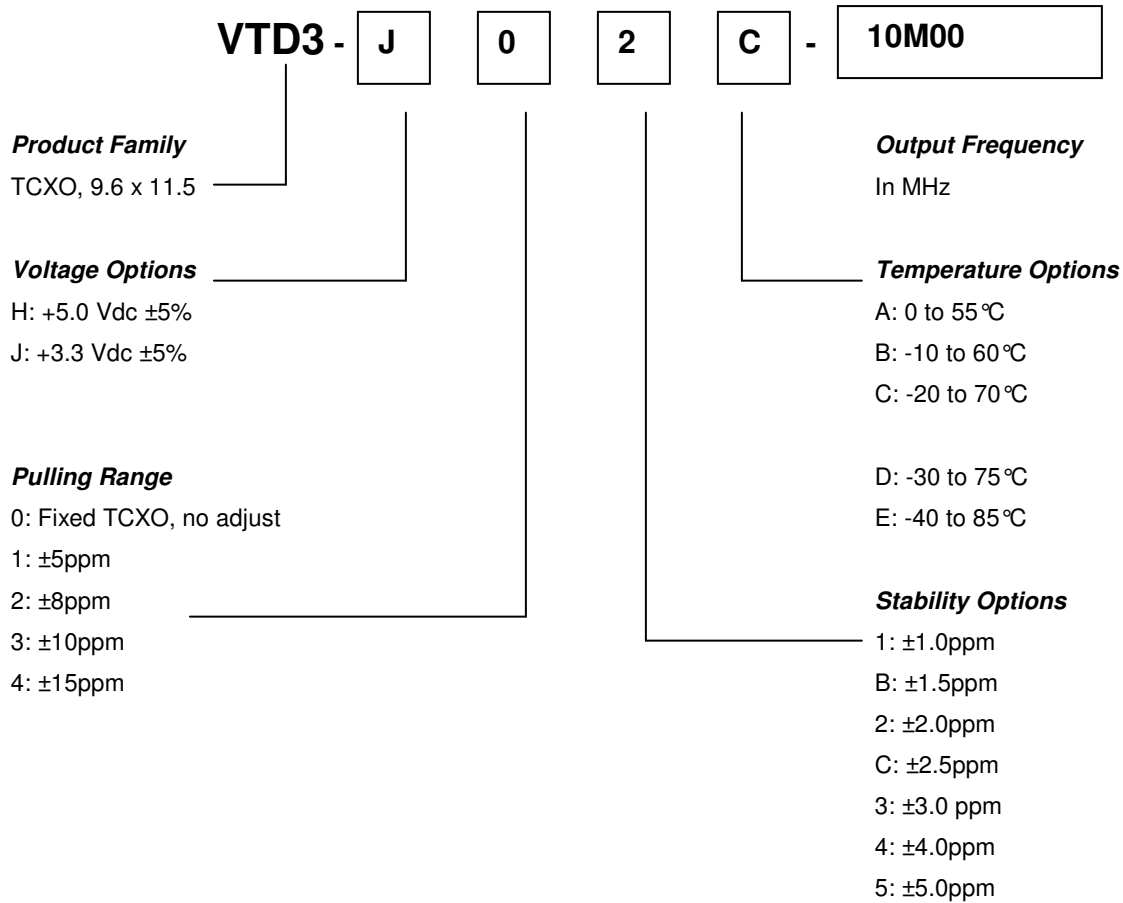 VTD3 - J 0 2 C - 10M00
Product Family
TCXO, 9.6 x 11.5
Voltage Options
H: +5.0 Vdc ±5%
J: +3.3 Vdc ±5%
Pulling Range
0: Fixed TCXO, no adjust
1: ±5ppm
2: ±8ppm
3: ±10ppm
4: ±15ppm
Output Frequency
In MHz
Temperature Options
A: 0 to 55°C
B: -10 to 60°C
C: -20 to 70°C
D: -30 to 75°C
E: -40 to 85°C
Stability Options
1: ±1.0ppm
B: ±1.5ppm
2: ±2.0ppm
C: ±2.5ppm
3: ±3.0 ppm
4: ±4.0ppm
5: ±5.0ppm